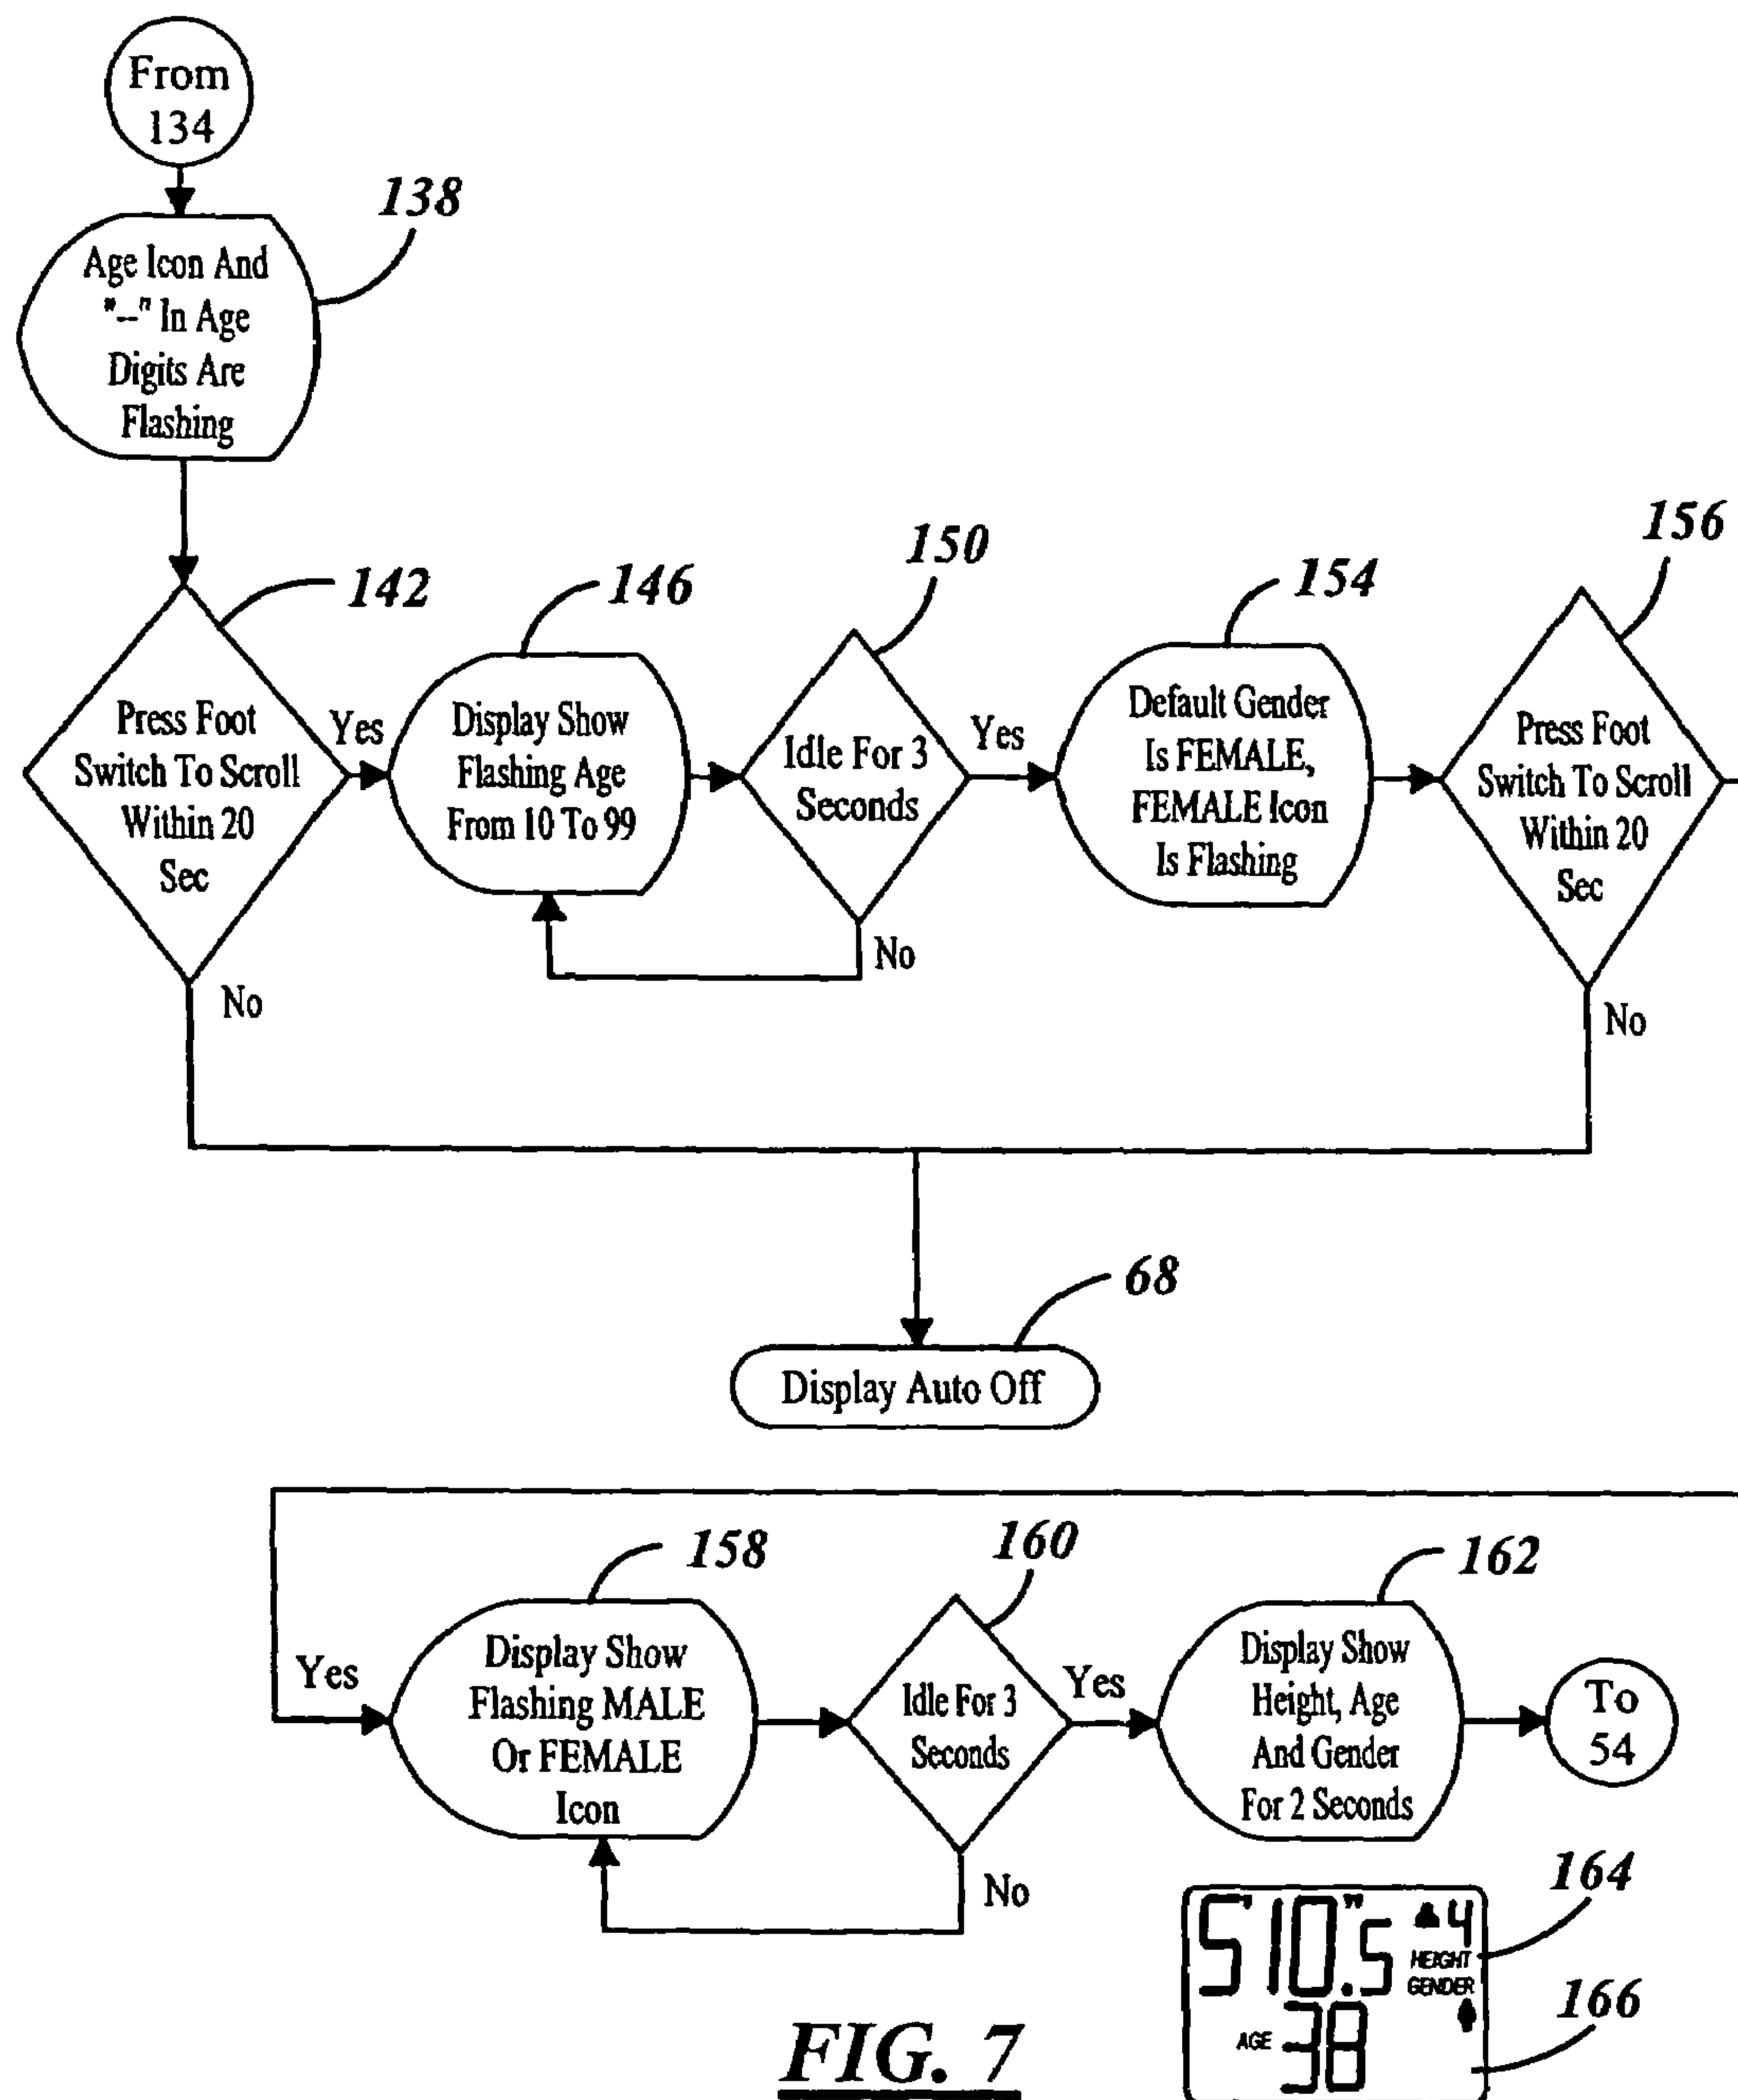 From
134
138
Age Icon And
"--" In Age
Digits Are
Flashing
142
Press Foot
Switch To Scroll
Within 20
Sec
Yes
No
146
Display Show
Flashing Age
From 10 To 99
150
Idle For 3
Seconds
Yes
No
154
Default Gender
Is FEMALE,
FEMALE Icon
Is Flashing
156
Press Foot
Switch To Scroll
Within 20
Sec
No
68
Display Auto Off
Yes
158
Display Show
Flashing MALE
Or FEMALE
Icon
160
Idle For 3
Seconds
Yes
No
162
Display Show
Height, Age
And Gender
For 2 Seconds
To
54
164
5'10.5" 4
HEIGHT
GENDER
AGE 38
166
FIG. 7